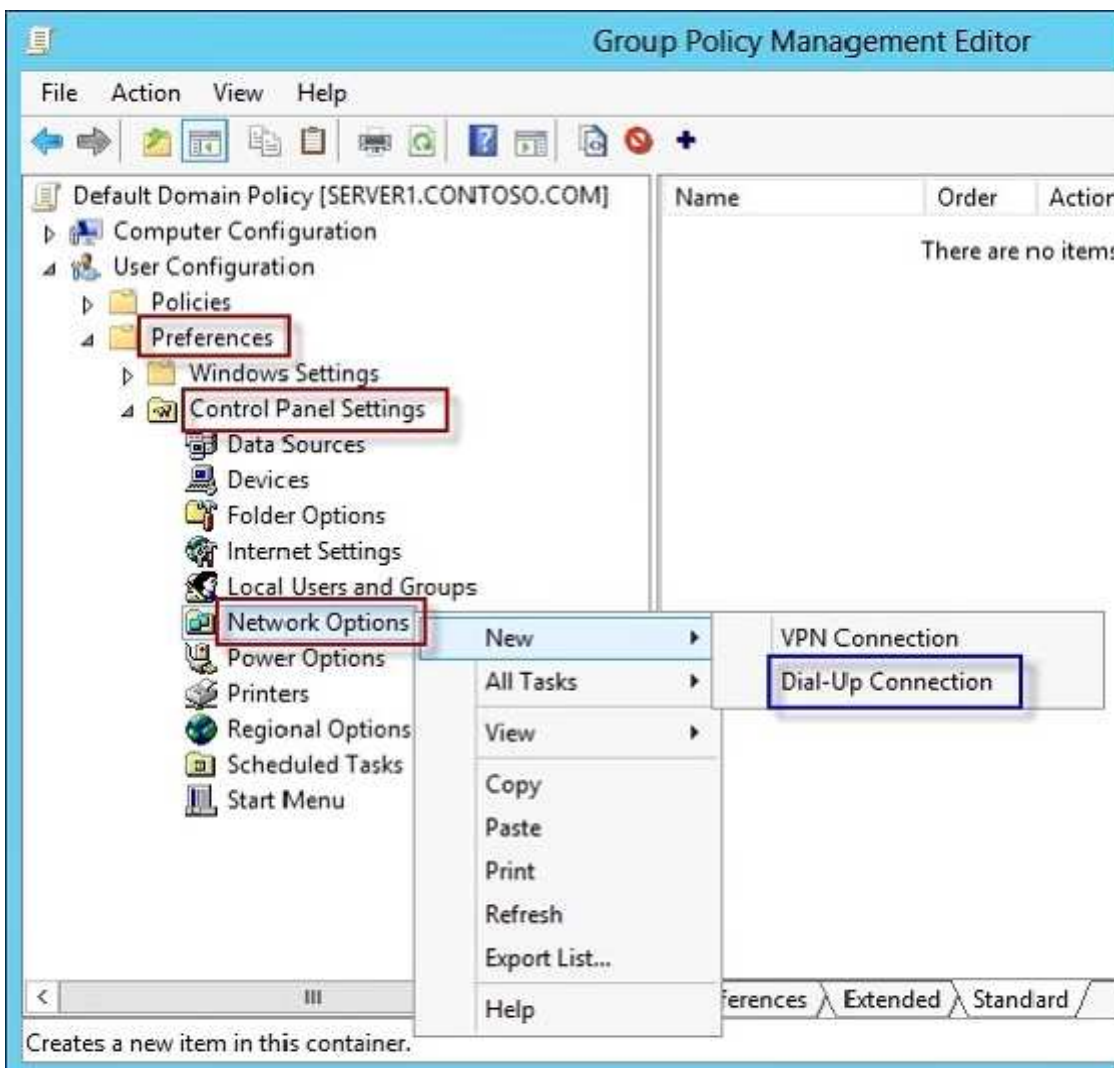 Group Policy Management Editor
File Action View Help
Default Domain Policy [SERVER1.CONTOSO.COM]
Computer Configuration
User Configuration
Policies
Preferences
Windows Settings
Control Panel Settings
Data Sources
Devices
Folder Options
Internet Settings
Local Users and Groups
Network Options
Power Options
Printers
Regional Options
Scheduled Tasks
Start Menu
Name Order Action
There are no items
New
All Tasks
View
Copy
Paste
Print
Refresh
Export List...
Help
VPN Connection
Dial-Up Connection
ferences Extended Standard
Creates a new item in this container.